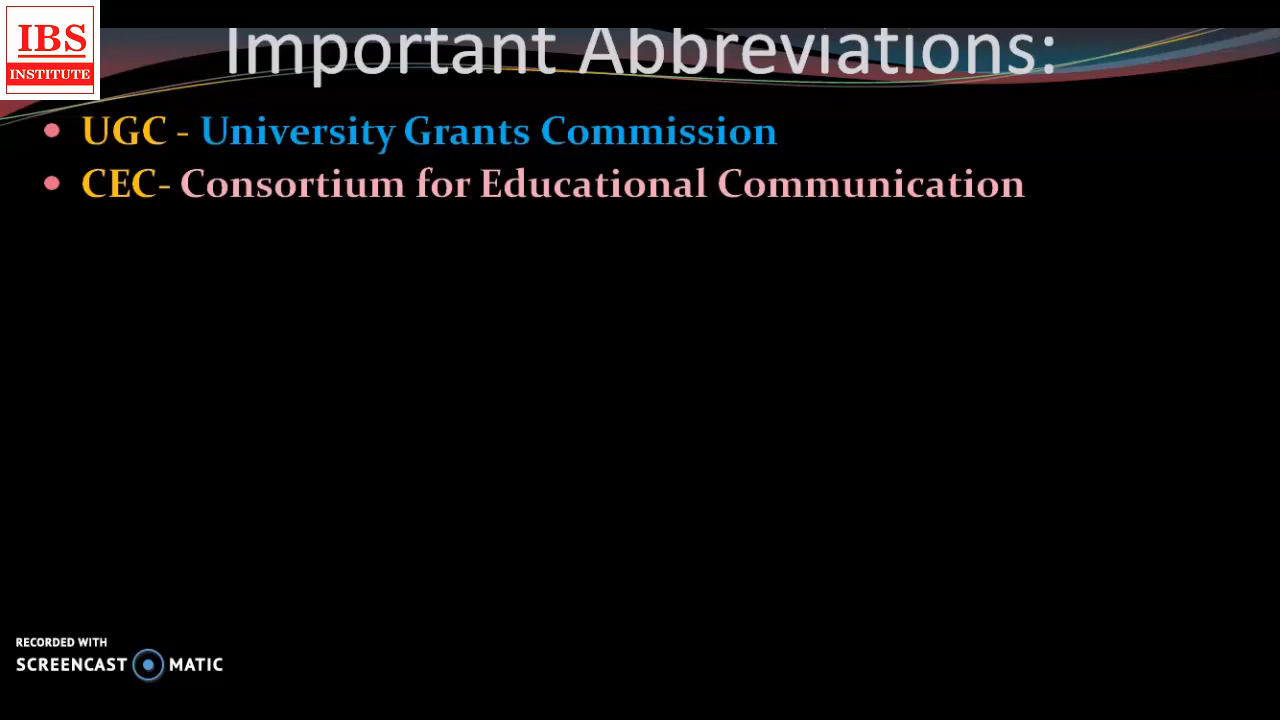 IBS
INSTITUTE
Important Abbreviations:
UGC - University Grants Commission
CEC- Consortium for Educational Communication
RECORDED WITH
SCREENCAST MATIC